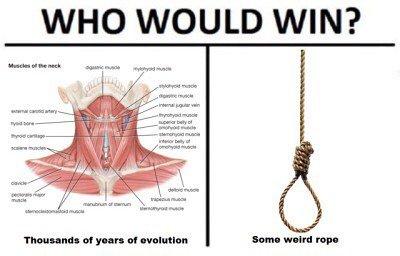 WHO WOULD WIN?
Muscles of the neck
digastric muscle
mylohyoid muscle
stylohyoid muscle
digastric muscle
internal jugular vein
external carotid artery
thyrohyoid muscle
hyoid bone
superior belly of
omohyoid muscle
thyroid cartilage
sternohyoid muscle
scalene muscles
inferior belly of
omohyoid muscle
clavicle
deltoid muscle
pectoralis major
muscle
trapezius muscle
manubrium of sternum
sternothyroid muscle
sternocleidomastoid muscle
Thousands of years of evolution
Some weird rope